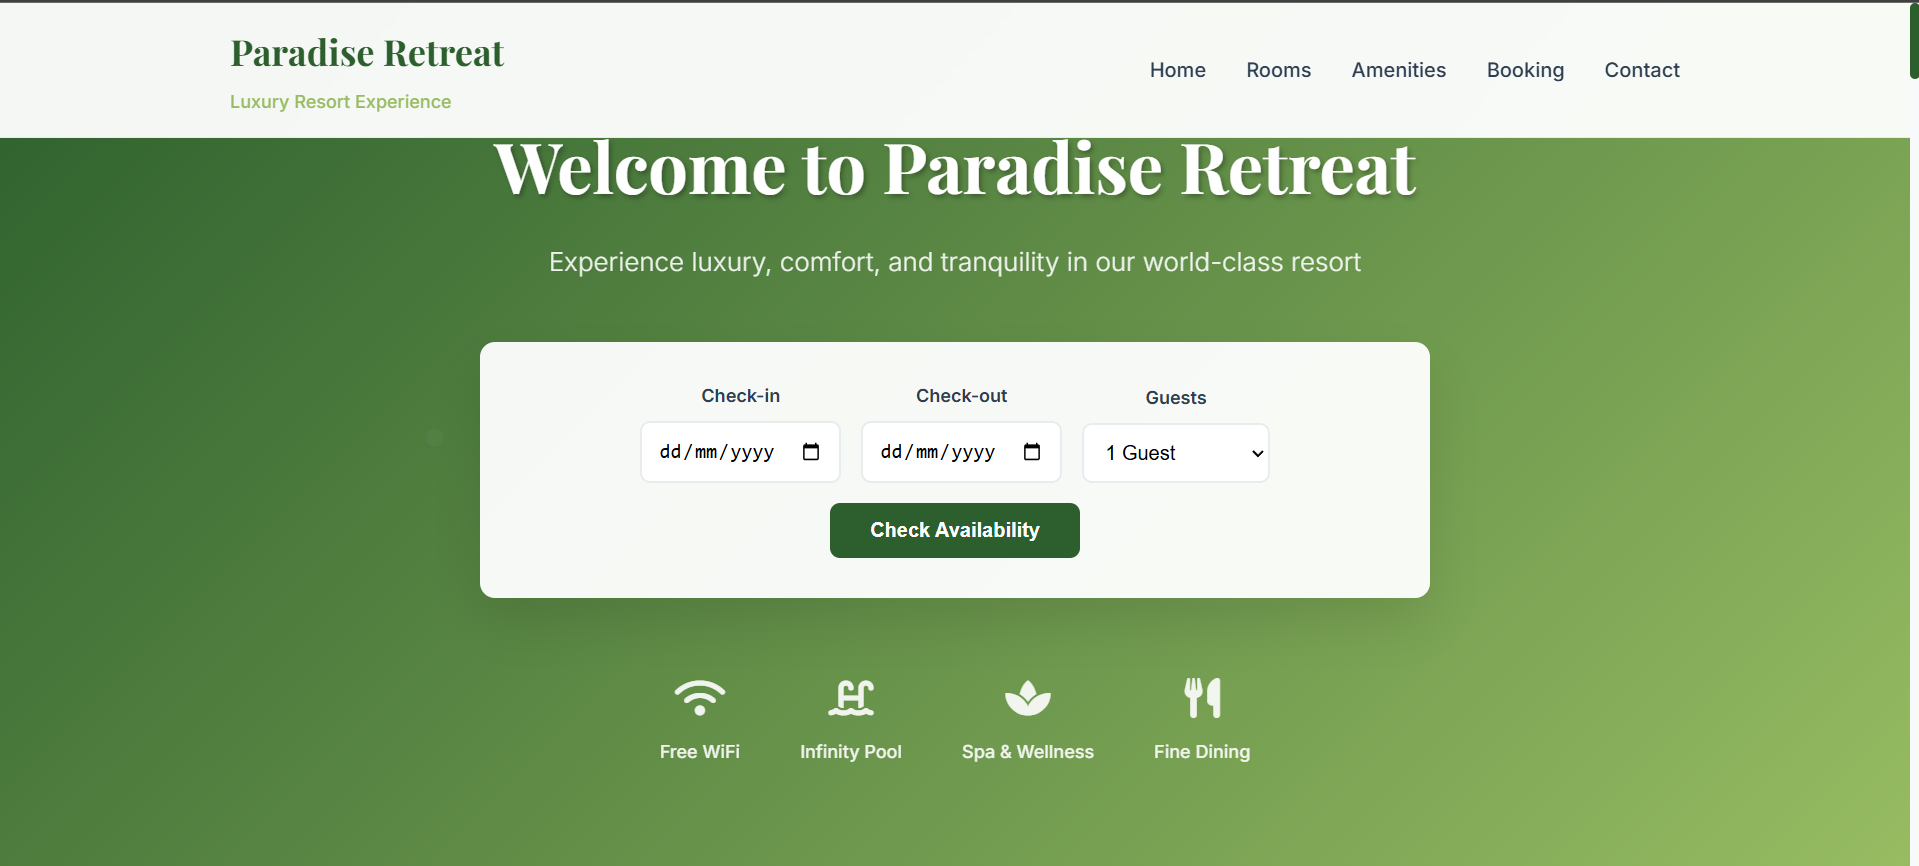 Paradise Retreat
Luxury Resort Experience
Home Rooms Amenities Booking Contact
Welcome to Paradise Retreat
Experience luxury, comfort, and tranquility in our world-class resort
Check-in Check-out Guests
dd/mm/yyyy dd/mm/yyyy 1 Guest
Check Availability
Free WiFi Infinity Pool Spa & Wellness Fine Dining